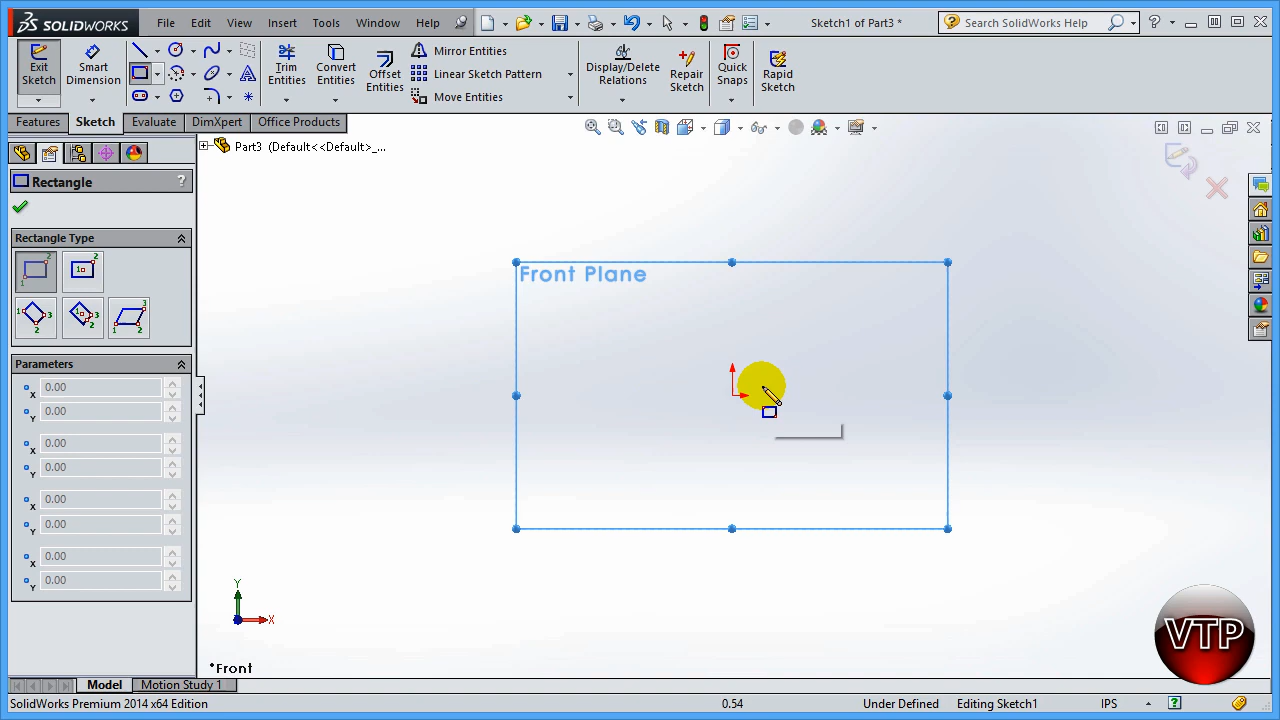 SOLIDWORKS File Edit View Insert Tools Window Help Sketch1 of Part3 * Search SolidWorks Help
Exit Sketch
Smart Dimension
Trim Entities
Convert Entities
Offset Entities
Mirror Entities
Linear Sketch Pattern
Move Entities
Display/Delete Relations
Repair Sketch
Quick Snaps
Rapid Sketch
Features Sketch Evaluate DimXpert Office Products
Part3 (Default<<Default>_...
Rectangle ?
Rectangle Type
Parameters
X 0.00
Y 0.00
X 0.00
Y 0.00
X 0.00
Y 0.00
X 0.00
Y 0.00
Front Plane
Y
X
*Front
VTP
Model Motion Study 1
SolidWorks Premium 2014 x64 Edition 0.54 Under Defined Editing Sketch1 IPS